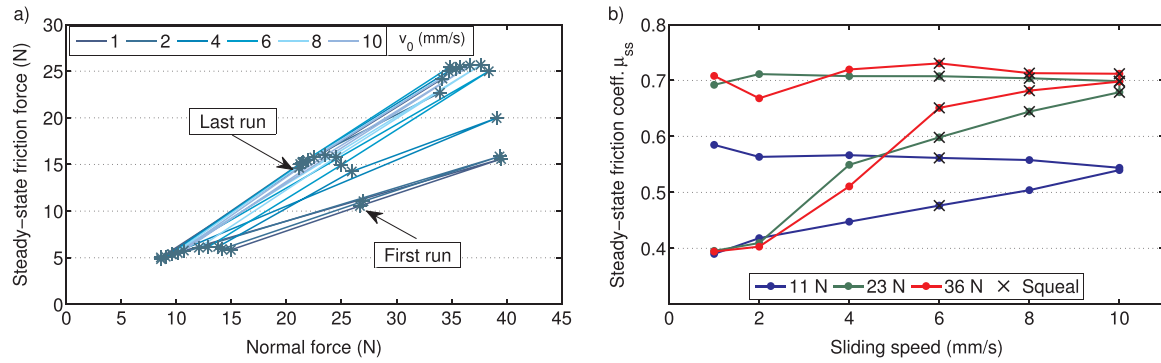 a)
1 2 4 6 8 10 v0 (mm/s)
Steady−state friction force (N)
30
25
20
15
10
5
0
Last run
First run
0 5 10 15 20 25 30 35 40 45
Normal force (N)
b)
Steady−state friction coeff. μss
0.8
0.7
0.6
0.5
0.4
11 N 23 N 36 N Squeal
0 2 4 6 8 10
Sliding speed (mm/s)